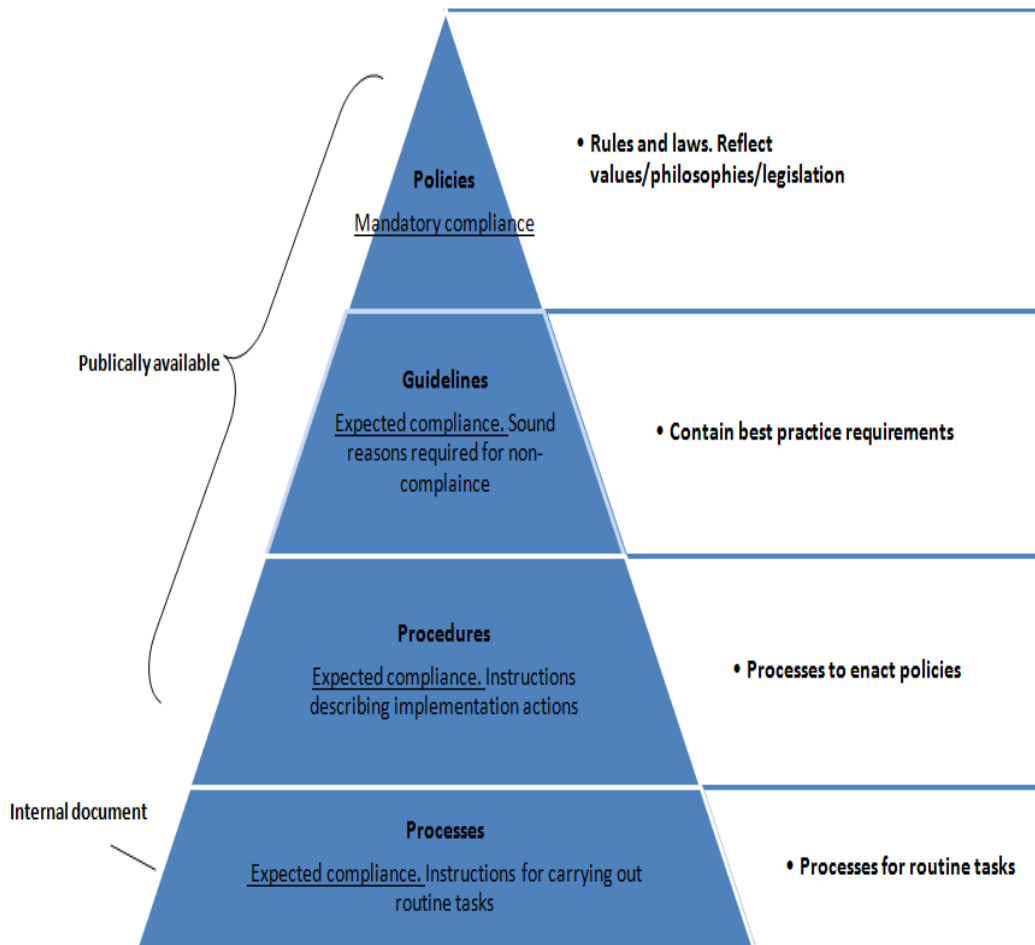 • Rules and laws. Reflect
values/philosophies/legislation
Policies
Mandatory compliance
Publically available
Guidelines
Expected compliance. Sound
reasons required for non-
complaince
• Contain best practice requirements
Procedures
Expected compliance. Instructions
describing implementation actions
• Processes to enact policies
Internal document
Processes
Expected compliance. Instructions for carrying out
routine tasks
• Processes for routine tasks